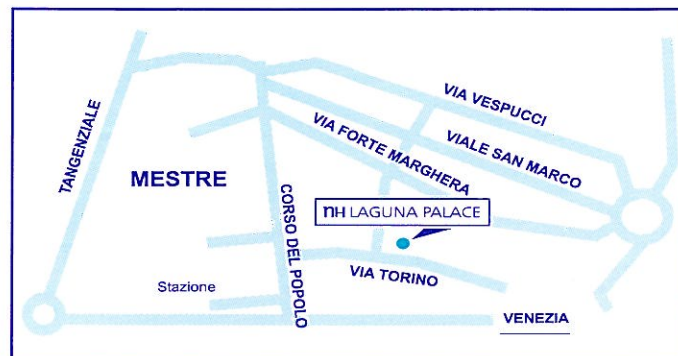 VIA VESPUCCI
TANGENZIALE
VIA FORTE MARGHERA
VIALE SAN MARCO
MESTRE
CORSO DEL POPOLO
nH LAGUNA PALACE
VIA TORINO
Stazione
VENEZIA